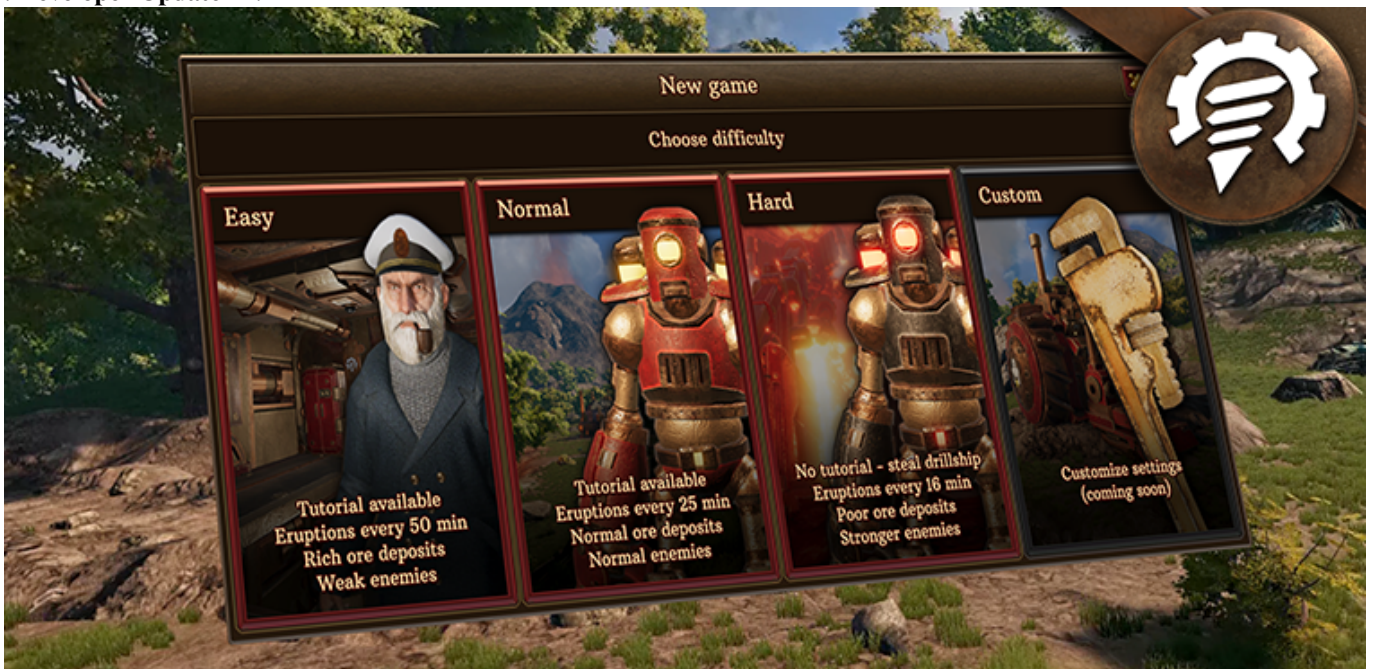 New game
Choose difficulty
Easy
Tutorial available
Eruptions every 50 min
Rich ore deposits
Weak enemies
Normal
Tutorial available
Eruptions every 25 min
Normal ore deposits
Normal enemies
Hard
No tutorial - steal drillship
Eruptions every 16 min
Poor ore deposits
Stronger enemies
Custom
Customize settings
(coming soon)